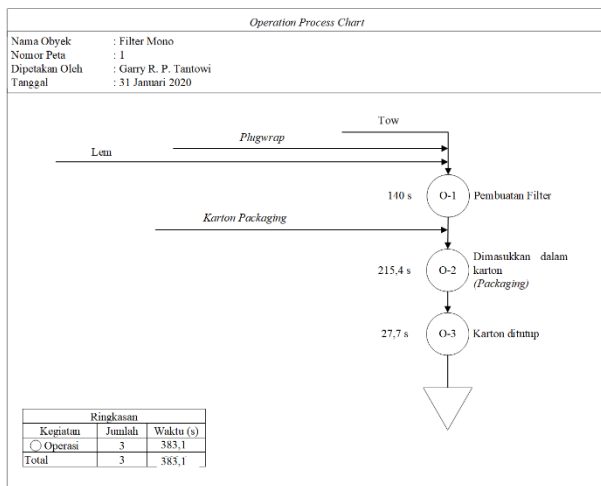 Operation Process Chart
Nama Obyek : Filter Mono
Nomor Peta : 1
Dipetakan Oleh : Garry R. P. Tantowi
Tanggal : 31 Januari 2020
Tow
Plugwrap
Lem
140 s O-1 Pembuatan Filter
Karton Packaging
215,4 s O-2 Dimasukkan dalam
karton
(Packaging)
27,7 s O-3 Karton ditutup
Ringkasan
Kegiatan Jumlah Waktu (s)
Operasi 3 383,1
Total 3 383,1